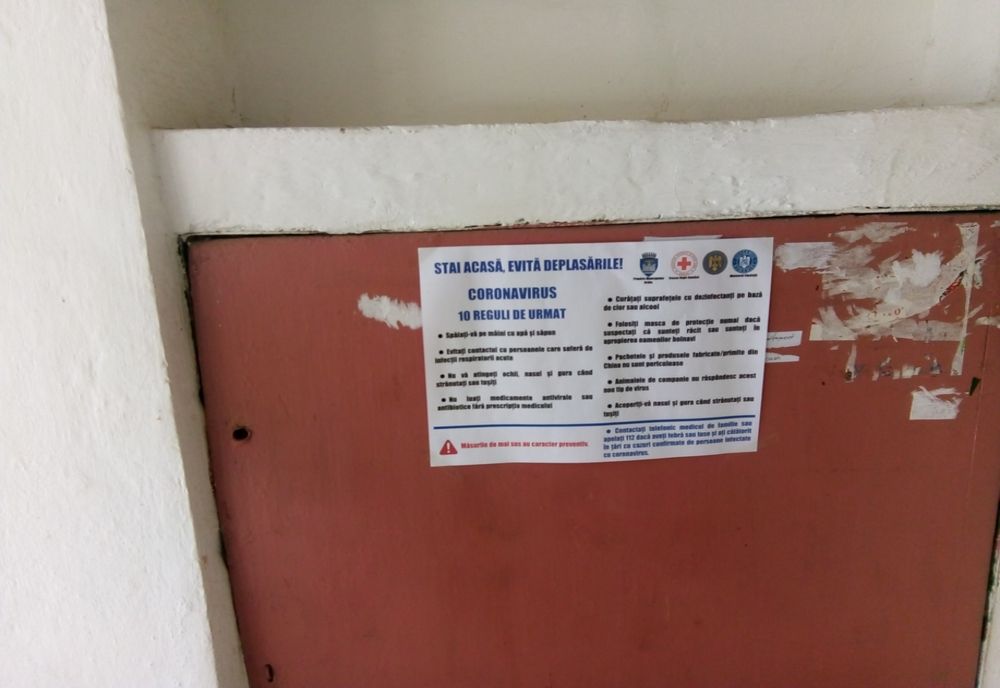 STAI ACASĂ, EVITĂ DEPLASĂRILE!
CORONAVIRUS
10 REGULI DE URMAT
● Spălați-vă pe mâini cu apă și săpun
● Evitați contactul cu persoanele care suferă de
infecții respiratorii acute
● Nu vă atingeți ochii, nasul și gura când
strănutați sau tușiți
● Nu luați medicamente antivirale sau
antibiotice fără prescripția medicului
Măsurile de mai sus au caracter preventiv.
● Curățați suprafețele cu dezinfectanți pe bază
de clor sau alcool
● Folosiți masca de protecție numai dacă
suspectați că sunteți răcit sau sunteți în
apropierea oamenilor bolnavi
● Pachetele și produsele fabricate/primite din
China nu sunt periculoase
● Animalele de companie nu răspândesc acest
nou tip de virus
● Acoperiți-vă nasul și gura când strănutați sau
tușiți
● Contactați telefonic medicul de familie sau
apelați 112 dacă aveți febră sau tuse și ați călătorit
în țări cu cazuri confirmate de persoane infectate
cu coronavirus.